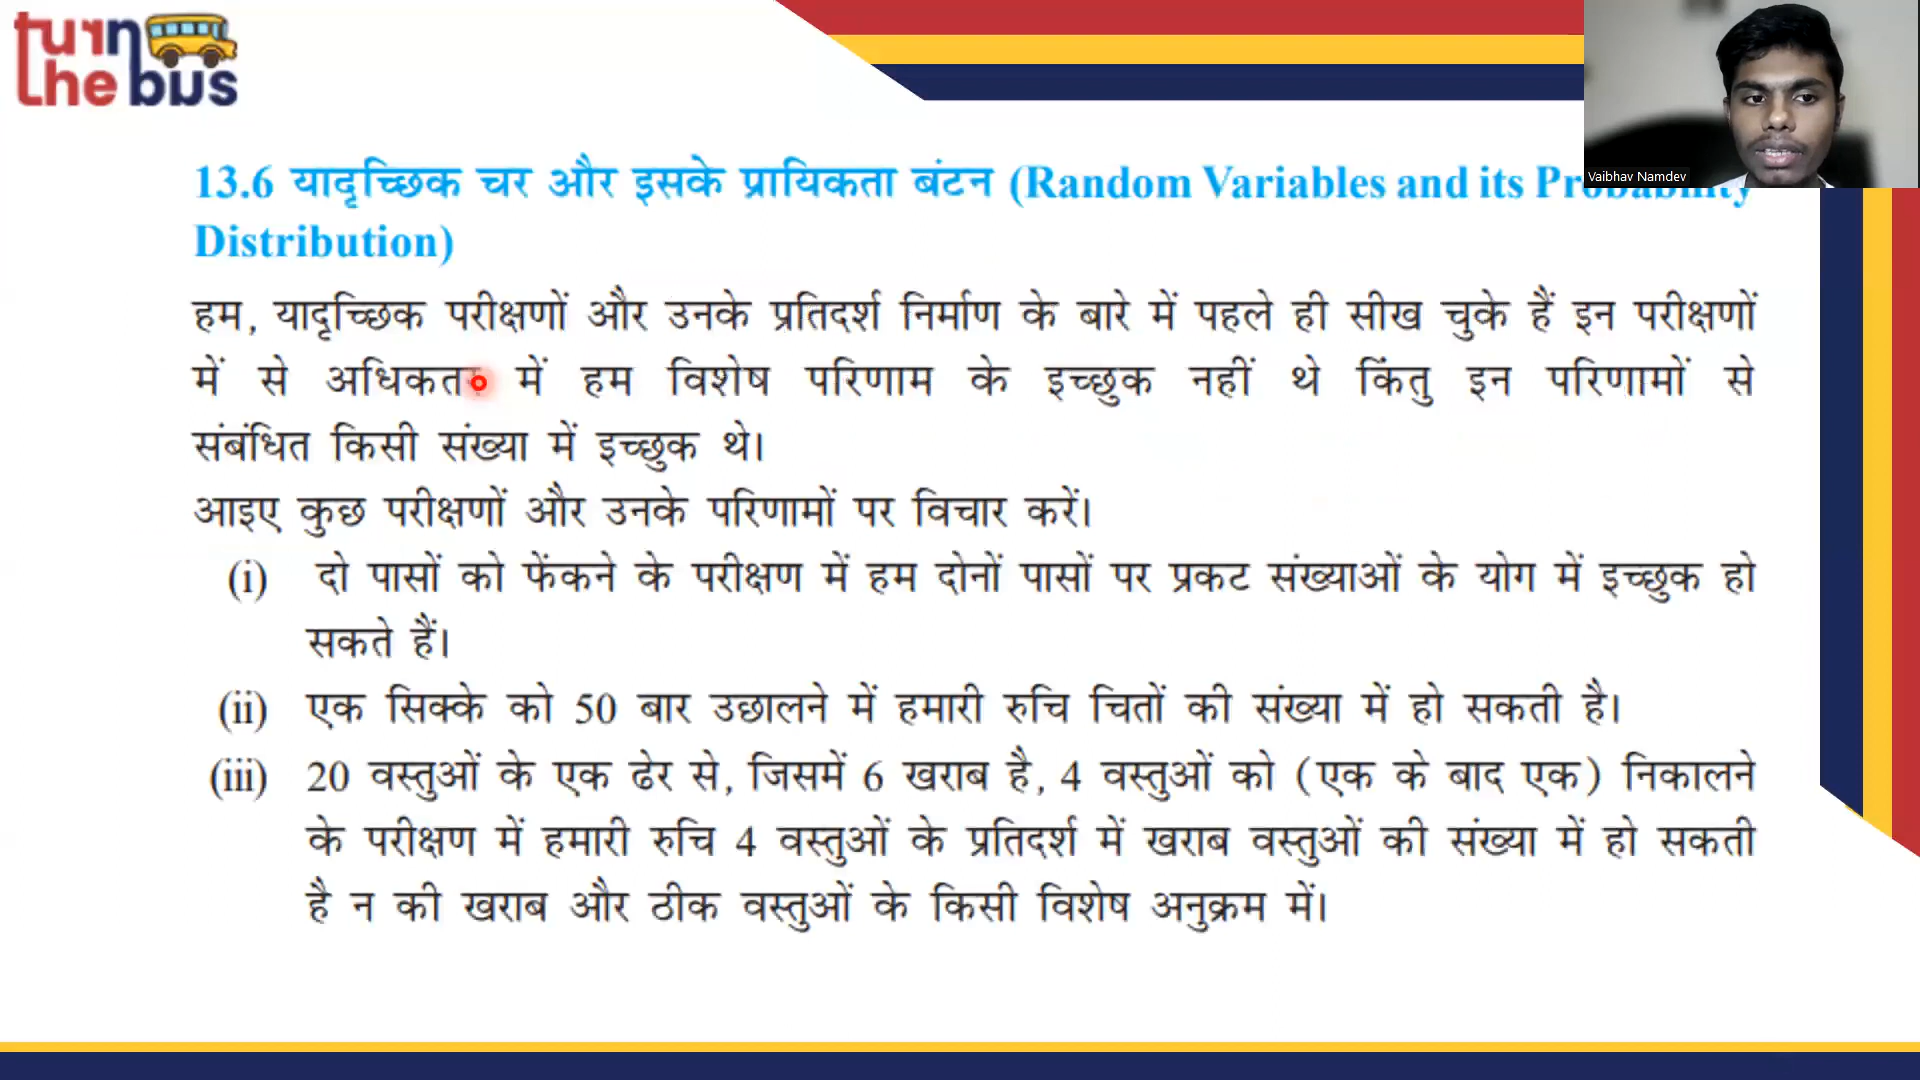 turn
the bus
Vaibhav Namdev
13.6 यादृच्छिक चर और इसके प्रायिकता बंटन (Random Variables and its Probability
Distribution)
हम, यादृच्छिक परीक्षणों और उनके प्रतिदर्श निर्माण के बारे में पहले ही सीख चुके हैं इन परीक्षणों
में से अधिकतर में हम विशेष परिणाम के इच्छुक नहीं थे किंतु इन परिणामों से
संबंधित किसी संख्या में इच्छुक थे।
आइए कुछ परीक्षणों और उनके परिणामों पर विचार करें।
(i) दो पासों को फेंकने के परीक्षण में हम दोनों पासों पर प्रकट संख्याओं के योग में इच्छुक हो
सकते हैं।
(ii) एक सिक्के को 50 बार उछालने में हमारी रुचि चितों की संख्या में हो सकती है।
(iii) 20 वस्तुओं के एक ढेर से, जिसमें 6 खराब है, 4 वस्तुओं को (एक के बाद एक) निकालने
के परीक्षण में हमारी रुचि 4 वस्तुओं के प्रतिदर्श में खराब वस्तुओं की संख्या में हो सकती
है न की खराब और ठीक वस्तुओं के किसी विशेष अनुक्रम में।